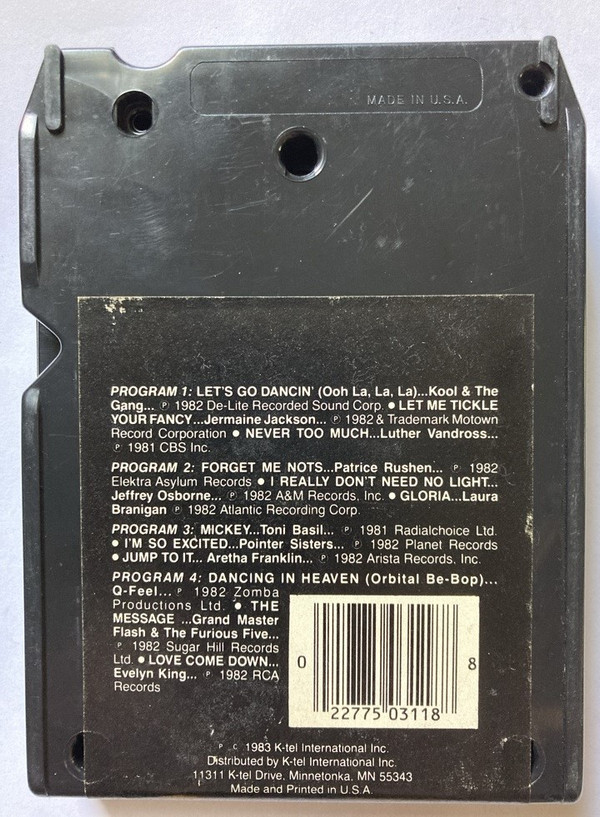 MADE IN U.S.A.
PROGRAM 1: LET'S GO DANCIN' (Ooh La, La, La)...Kool & The
Gang... ℗ 1982 De-Lite Recorded Sound Corp. ● LET ME TICKLE
YOUR FANCY...Jermaine Jackson... ℗ 1982 & Trademark Motown
Record Corporation ● NEVER TOO MUCH...Luther Vandross...
℗ 1981 CBS Inc.
PROGRAM 2: FORGET ME NOTS...Patrice Rushen... ℗ 1982
Elektra Asylum Records ● I REALLY DON'T NEED NO LIGHT...
Jeffrey Osborne... ℗ 1982 A&M Records, Inc. ● GLORIA...Laura
Branigan ℗ 1982 Atlantic Recording Corp.
PROGRAM 3: MICKEY...Toni Basil... ℗ 1981 Radialchoice Ltd.
● I'M SO EXCITED...Pointer Sisters... ℗ 1982 Planet Records
● JUMP TO IT... Aretha Franklin... ℗ 1982 Arista Records, Inc.
PROGRAM 4: DANCING IN HEAVEN (Orbital Be-Bop)...
Q-Feel... ℗ 1982 Zomba
Productions Ltd. ● THE
MESSAGE ...Grand Master
Flash & The Furious Five...
℗ 1982 Sugar Hill Records
Ltd. ● LOVE COME DOWN...
Evelyn King... ℗ 1982 RCA
Records
0 22775 03118 8
℗ © 1983 K-tel International Inc.
Distributed by K-tel International Inc.
11311 K-tel Drive, Minnetonka, MN 55343
Made and Printed in U.S.A.